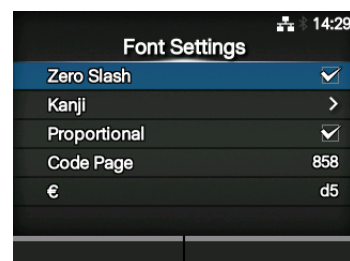 14:29
Font Settings
Zero Slash
Kanji >
Proportional
Code Page 858
€ d5